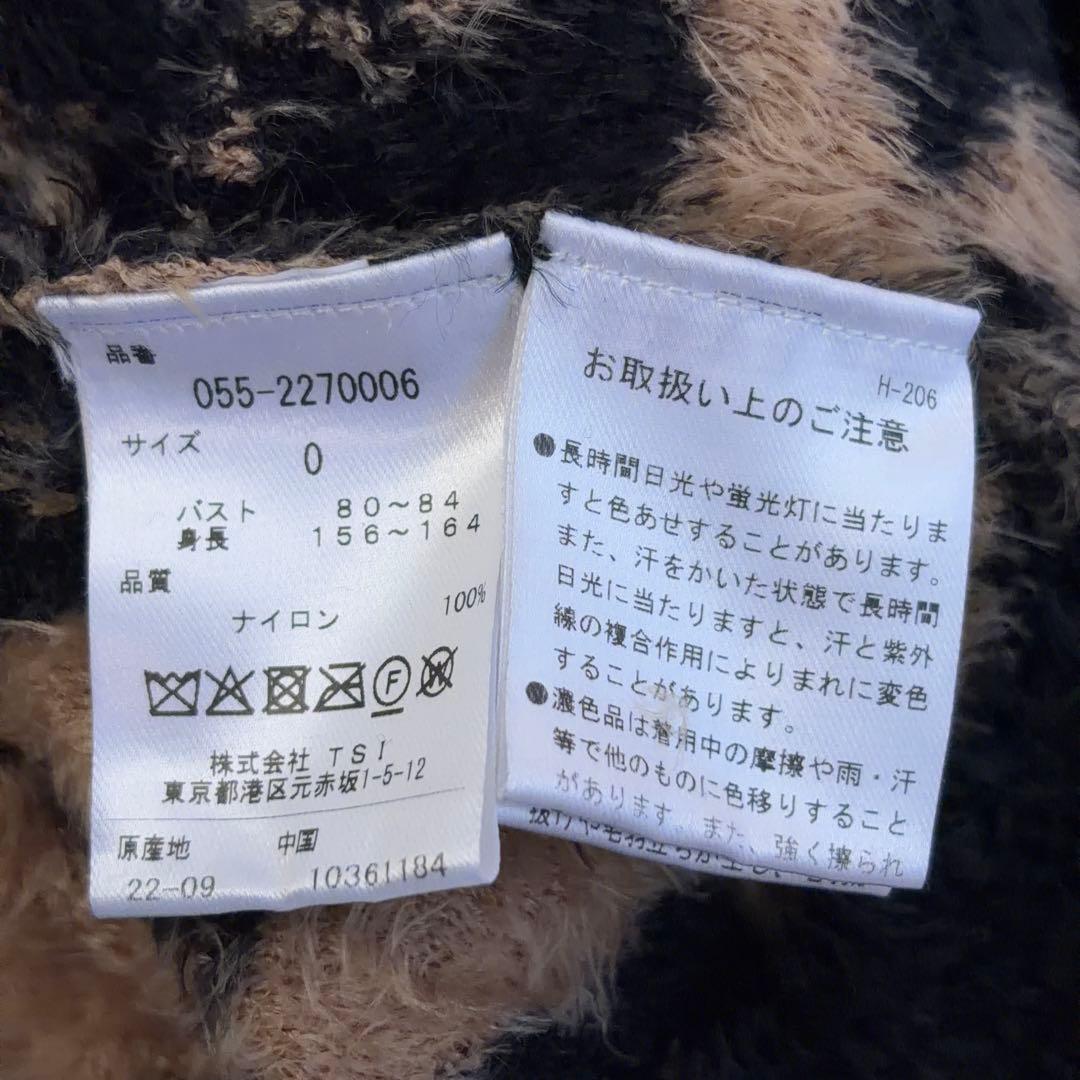 品番
055-2270006
サイズ 0
バスト 80～84
身長 156～164
品質
ナイロン 100%
F
W
株式会社 TSI
東京都港区元赤坂1-5-12
原産地 中国
22-09 10361184
H-206
お取扱い上のご注意
●長時間日光や蛍光灯に当たりま
すと色あせすることがあります。
また、汗をかいた状態で長時間
日光に当たりますと、汗と紫外
線の複合作用によりまれに変色
することがあります。
●濃色品は着用中の摩擦や雨・汗
等で他のものに色移りすること
があります。また、強く擦られ